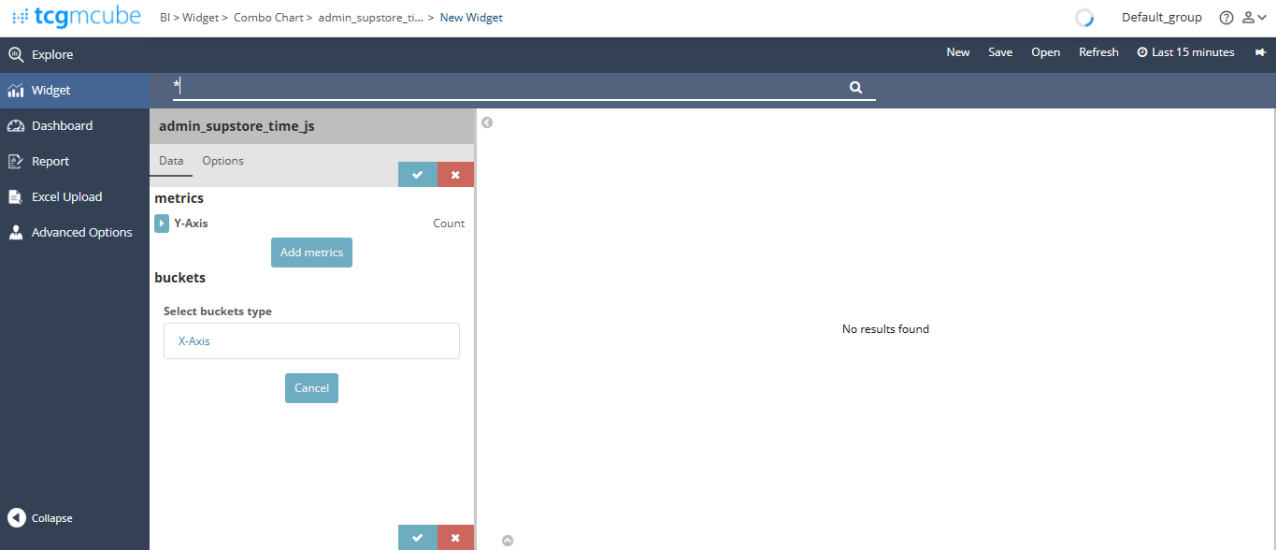 tcgmcube
BI > Widget > Combo Chart > admin_supstore_ti... > New Widget
Default_group
Explore
New Save Open Refresh Last 15 minutes
Widget
*
Dashboard
Report
Excel Upload
Advanced Options
Collapse
admin_supstore_time_js
Data Options
metrics
Y-Axis Count
Add metrics
buckets
Select buckets type
X-Axis
Cancel
No results found